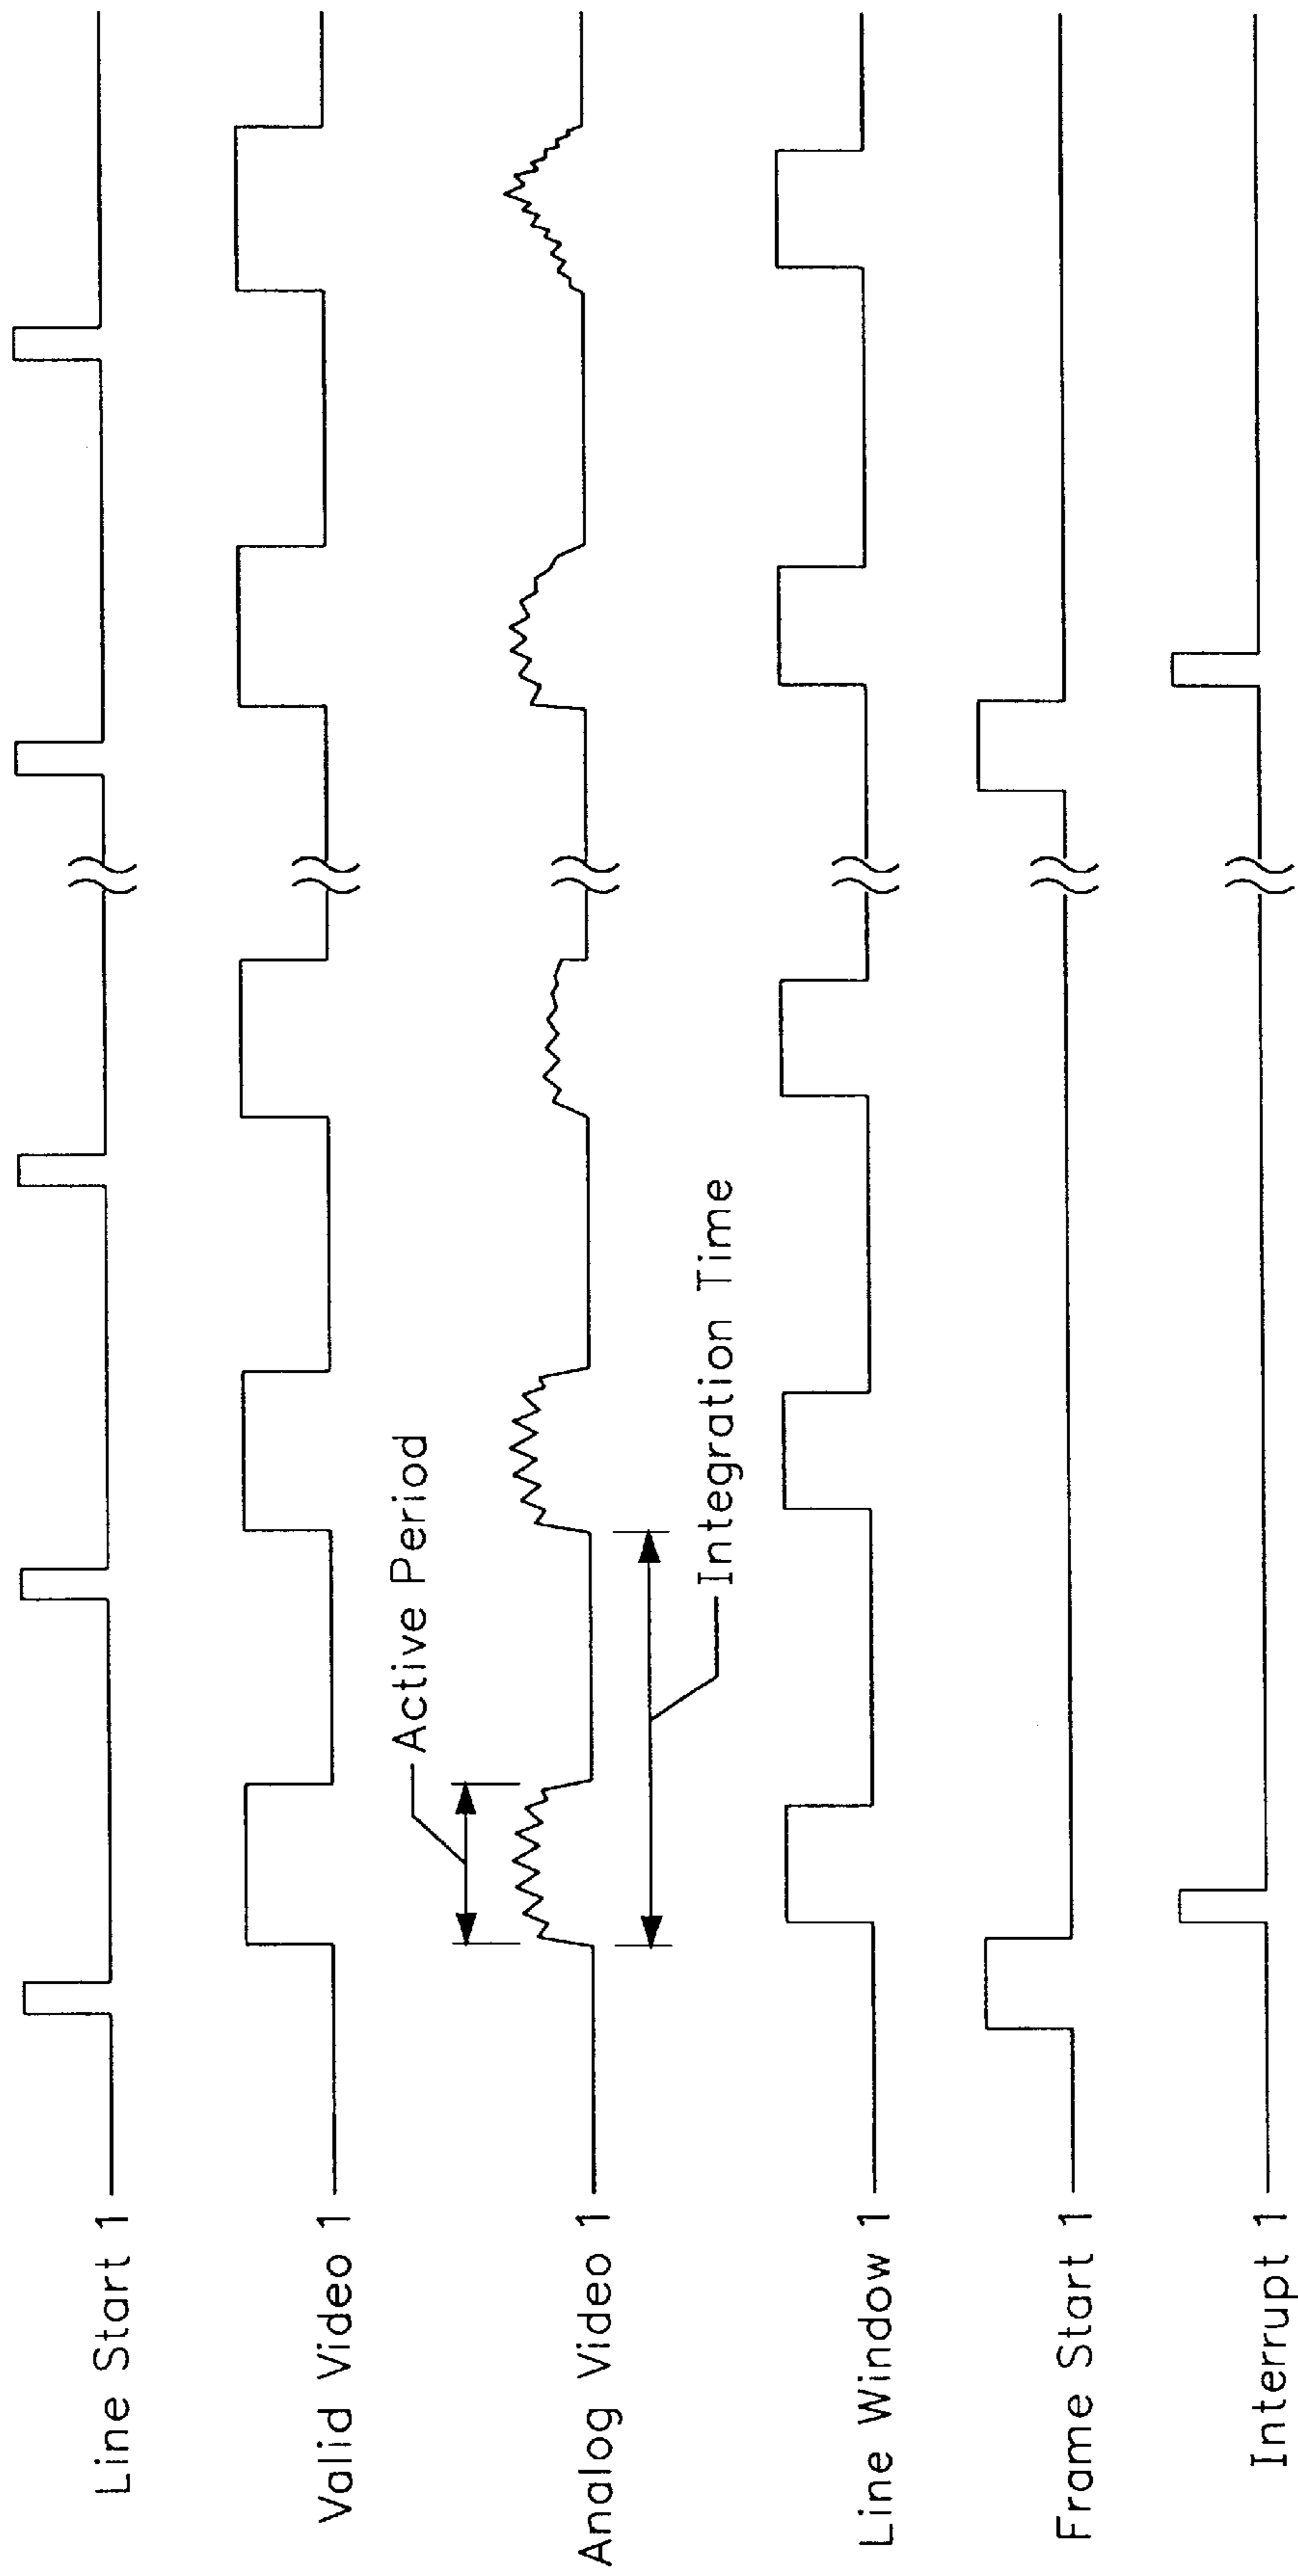 Line Start 1
Valid Video 1
Active Period
Analog Video 1
Integration Time
Line Window 1
Frame Start 1
Interrupt 1